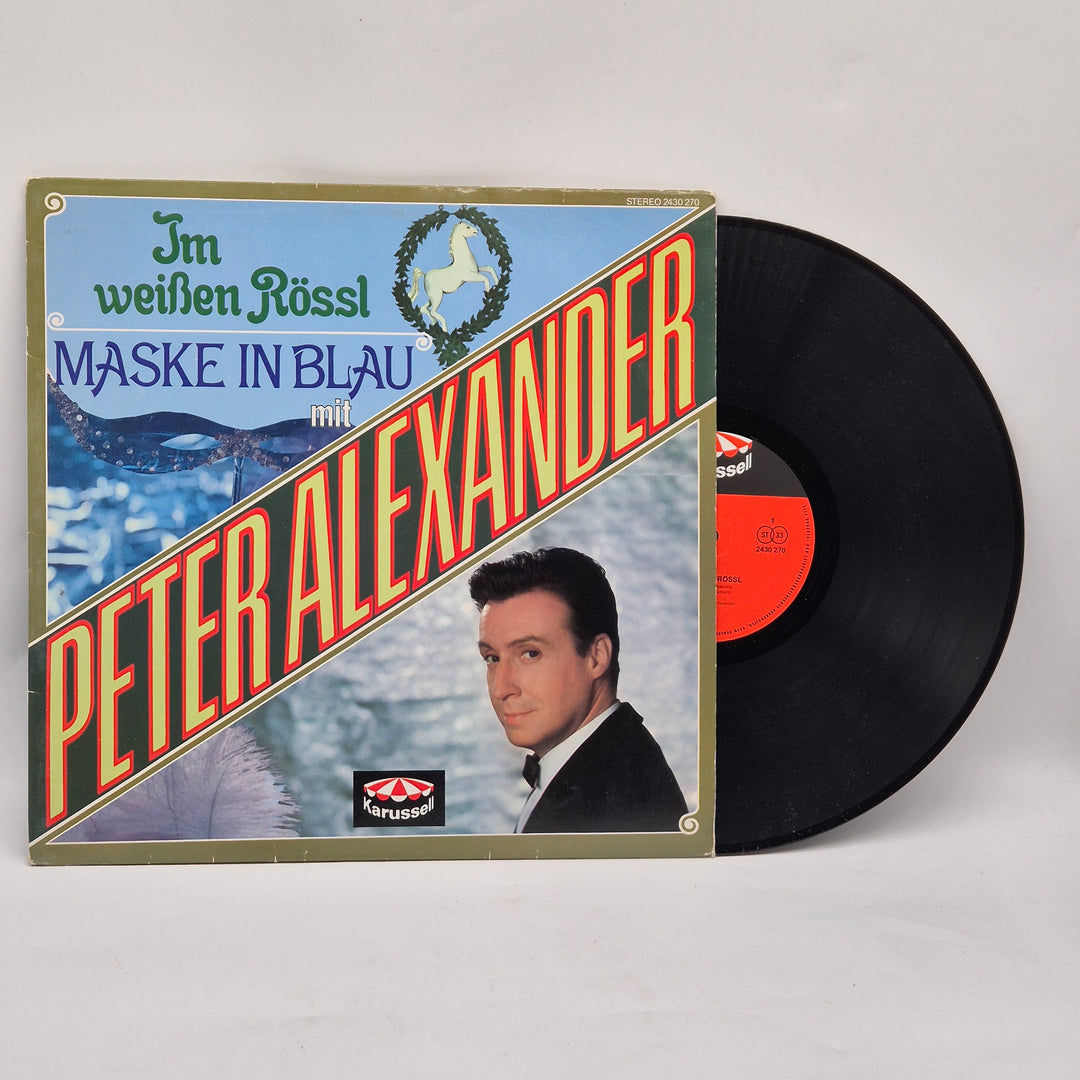 STEREO 2430 270
Im
weißen Rössl
MASKE IN BLAU
mit
PETER ALEXANDER
Karussell
ssell
1
ST 33
2430 270
RÖSSL